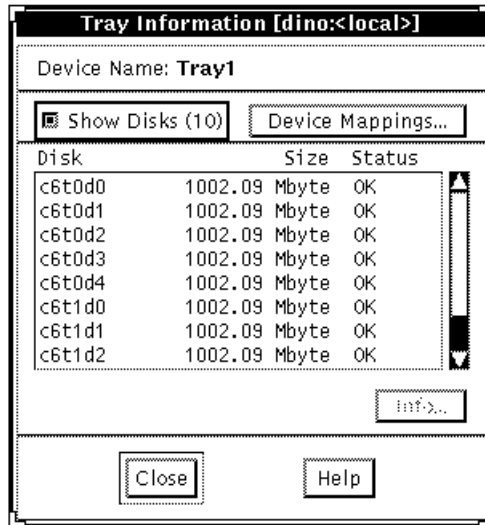 Tray Information [dino:<local>]
Device Name: Tray1
Show Disks (10) Device Mappings...
Disk Size Status
c6t0d0 1002.09 Mbyte OK
c6t0d1 1002.09 Mbyte OK
c6t0d2 1002.09 Mbyte OK
c6t0d3 1002.09 Mbyte OK
c6t0d4 1002.09 Mbyte OK
c6t1d0 1002.09 Mbyte OK
c6t1d1 1002.09 Mbyte OK
c6t1d2 1002.09 Mbyte OK
Info...
Close Help